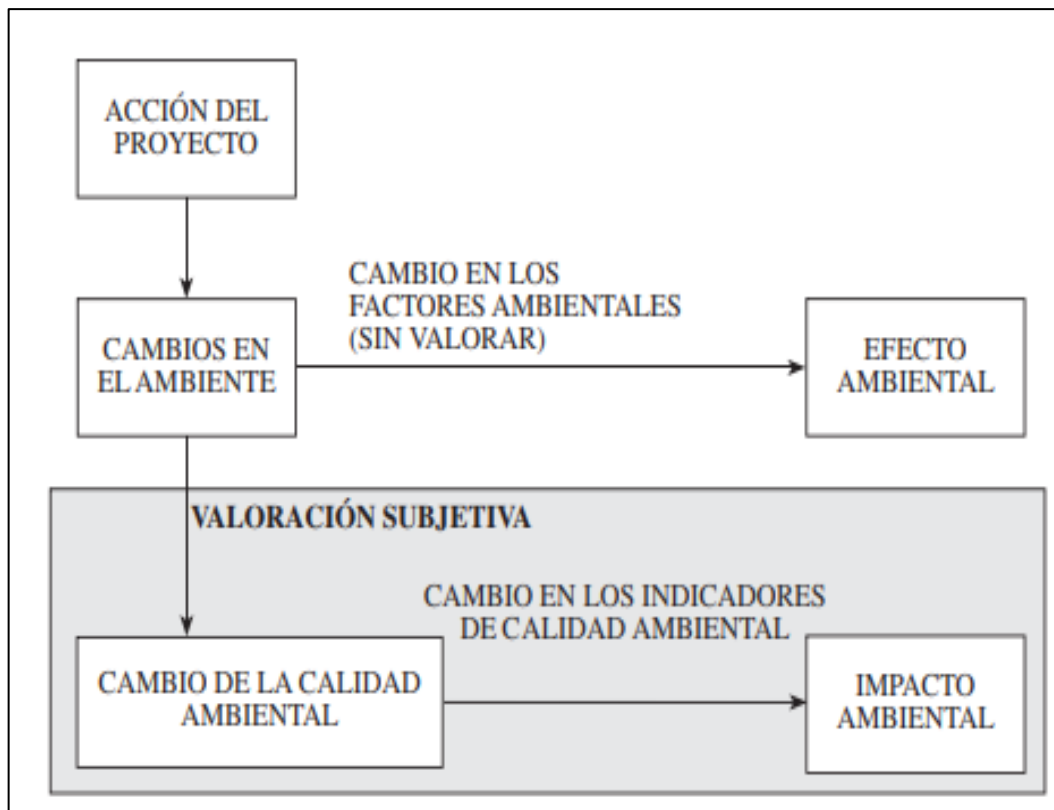 ACCIÓN DEL
PROYECTO
CAMBIO EN LOS
FACTORES AMBIENTALES
(SIN VALORAR)
CAMBIOS EN
EL AMBIENTE
EFECTO
AMBIENTAL
VALORACIÓN SUBJETIVA
CAMBIO EN LOS INDICADORES
DE CALIDAD AMBIENTAL
CAMBIO DE LA CALIDAD
AMBIENTAL
IMPACTO
AMBIENTAL